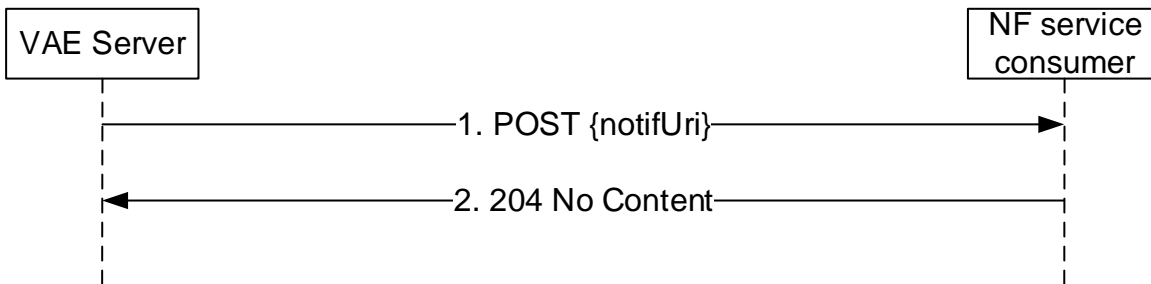 VAE Server
NF service
consumer
1. POST {notifUri}
2. 204 No Content